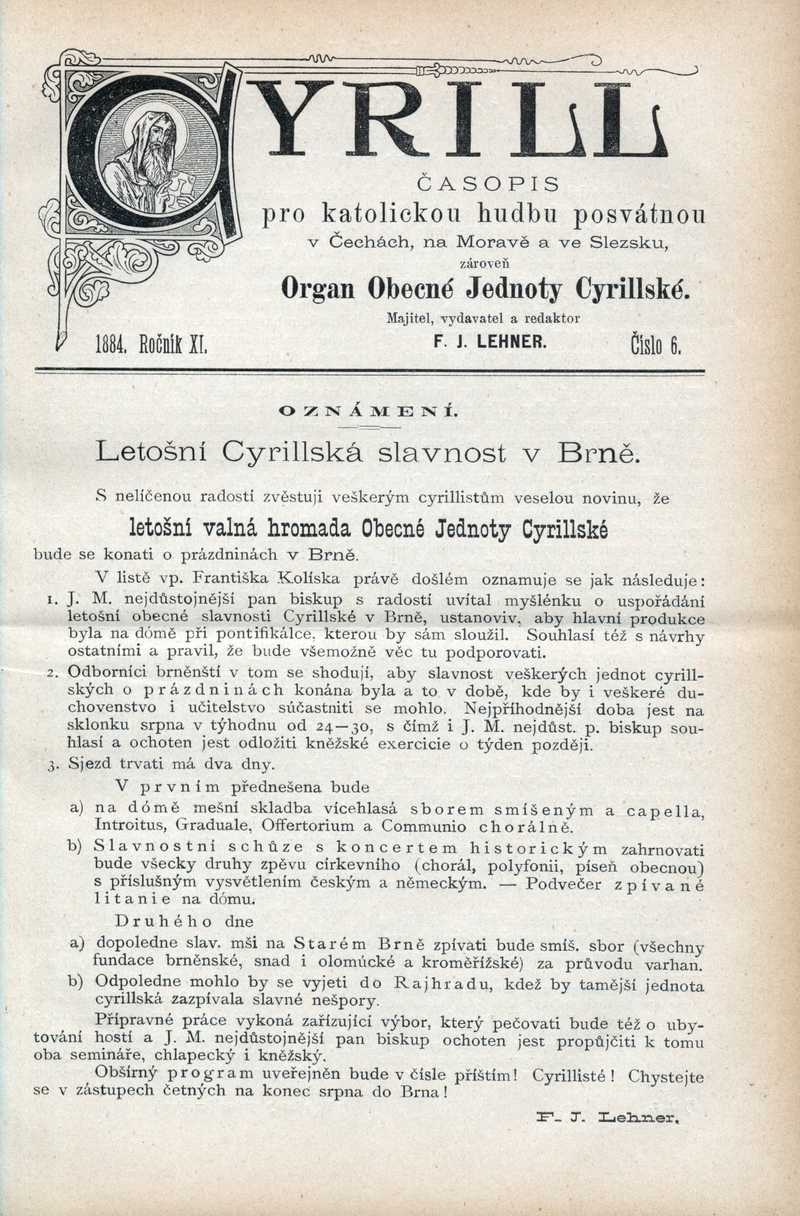 CYRILL
ČASOPIS
pro katolickou hudbu posvátnou
v Čechách, na Moravě a ve Slezsku,
zároveň
Organ Obecné Jednoty Cyrillské.
Majitel, vydavatel a redaktor
1884. Ročník XI.
F. J. LEHNER.
Číslo 6.
OZNÁMENÍ.
Letošní Cyrillská slavnost v Brně.
S nelíčenou radostí zvěstuji veškerým cyrillistům veselou novinu, že
letošní valná hromada Obecné Jednoty Cyrillské
bude se konati o prázdninách v Brně.
V listě vp. Františka Kolíska právě došlém oznamuje se jak následuje:
1. J. M. nejdůstojnější pan biskup s radostí uvítal myšlénku o uspořádání
letošní obecné slavnosti Cyrillské v Brně, ustanoviv, aby hlavní produkce
byla na dómě při pontifikálce, kterou by sám sloužil. Souhlasí též s návrhy
ostatními a pravil, že bude všemožně věc tu podporovati.
2. Odborníci brněnští v tom se shodují, aby slavnost veškerých jednot cyrill-
ských o prázdninách konána byla a to v době, kde by i veškeré du-
chovenstvo i učitelstvo súčastniti se mohlo. Nejpříhodnější doba jest na
sklonku srpna v týhodnu od 24—30, s čímž i J. M. nejdůst. p. biskup sou-
hlasí a ochoten jest odložiti kněžské exercicie o týden později.
3. Sjezd trvati má dva dny.
V prvním přednešena bude
a) na dómě mešní skladba vícehlasá sborem smíšeným a capella,
Introitus, Graduale, Offertorium a Communio chorálně.
b) Slavnostní schůze s koncertem historickým zahrnovati
bude všecky druhy zpěvu církevního (chorál, polyfonii, píseň obecnou)
s příslušným vysvětlením českým a německým. — Podvečer zpívané
litanie na dómu.
Druhého dne
a) dopoledne slav. mši na Starém Brně zpívati bude smíš. sbor (všechny
fundace brněnské, snad i olomúcké a kroměřížské) za průvodu varhan.
b) Odpoledne mohlo by se vyjeti do Rajhradu, kdež by tamější jednota
cyrillská zazpívala slavné nešpory.
Přípravné práce vykoná zařizující výbor, který pečovati bude též o uby-
tování hostí a J. M. nejdůstojnější pan biskup ochoten jest propůjčiti k tomu
oba semináře, chlapecký i kněžský.
Obšírný program uveřejněn bude v čísle příštím! Cyrillisté! Chystejte
se v zástupech četných na konec srpna do Brna!
F. J. Lehner.